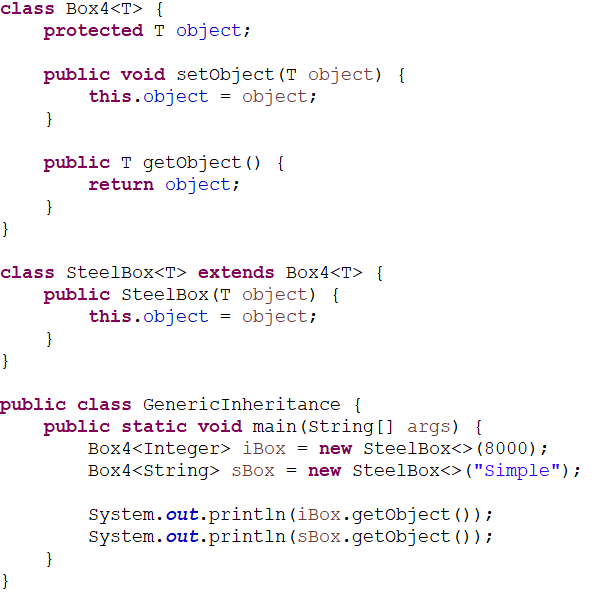 class Box4<T> {
    protected T object;

    public void setObject(T object) {
        this.object = object;
    }

    public T getObject() {
        return object;
    }
}

class SteelBox<T> extends Box4<T> {
    public SteelBox(T object) {
        this.object = object;
    }
}

public class GenericInheritance {
    public static void main(String[] args) {
        Box4<Integer> iBox = new SteelBox<>(8000);
        Box4<String> sBox = new SteelBox<>("Simple");

        System.out.println(iBox.getObject());
        System.out.println(sBox.getObject());
    }
}